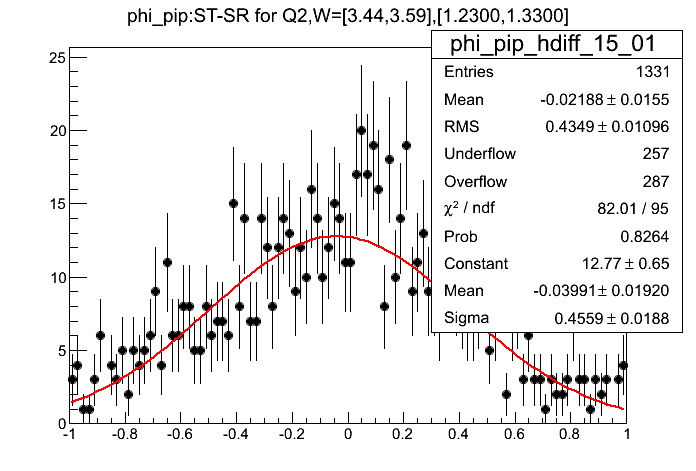 phi_pip:ST-SR for Q2,W=[3.44,3.59],[1.2300,1.3300]
phi_pip_hdiff_15_01
Entries 1331
Mean -0.02188 ± 0.0155
RMS 0.4349 ± 0.01096
Underflow 257
Overflow 287
χ² / ndf 82.01 / 95
Prob 0.8264
Constant 12.77 ± 0.65
Mean -0.03991 ± 0.01920
Sigma 0.4559 ± 0.0188
25
20
15
10
5
0
-1 -0.8 -0.6 -0.4 -0.2 0 0.2 0.4 0.6 0.8 1